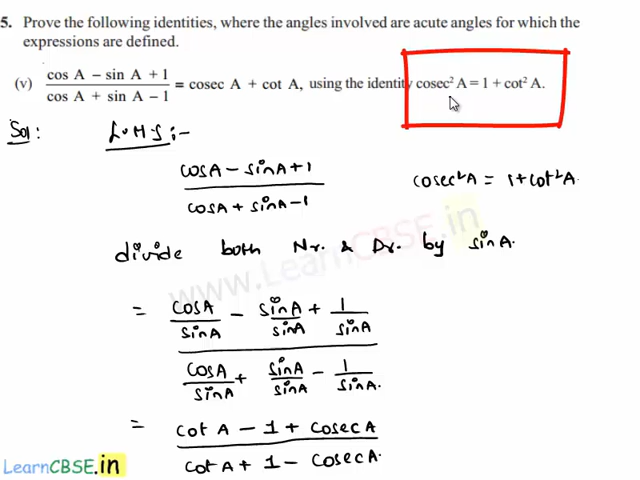 5. Prove the following identities, where the angles involved are acute angles for which the
expressions are defined.
(v) cos A – sin A + 1 / cos A + sin A – 1 = cosec A + cot A, using the identity cosec² A = 1 + cot² A.
Sol:
L.H.S:-
cosA - sinA + 1
cosA + sinA - 1
cosec²A = 1 + cot²A.
divide both Nr. & Dr. by sinA.
= cosA/sinA - sinA/sinA + 1/sinA
cosA/sinA + sinA/sinA - 1/sinA.
= cot A - 1 + cosec A
cot A + 1 - cosec A.
www.LearnCBSE.in
LearnCBSE.in